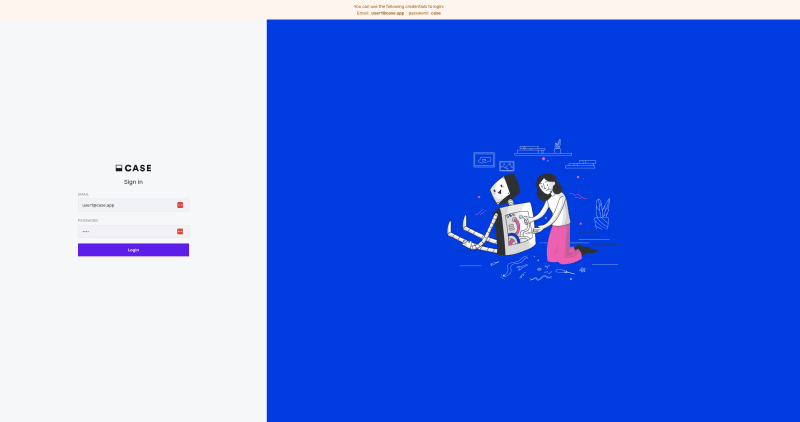 You can use the following credentials to login:
Email: user1@case.app password: case
CASE
Sign in
EMAIL
user1@case.app
PASSWORD
••••
Login